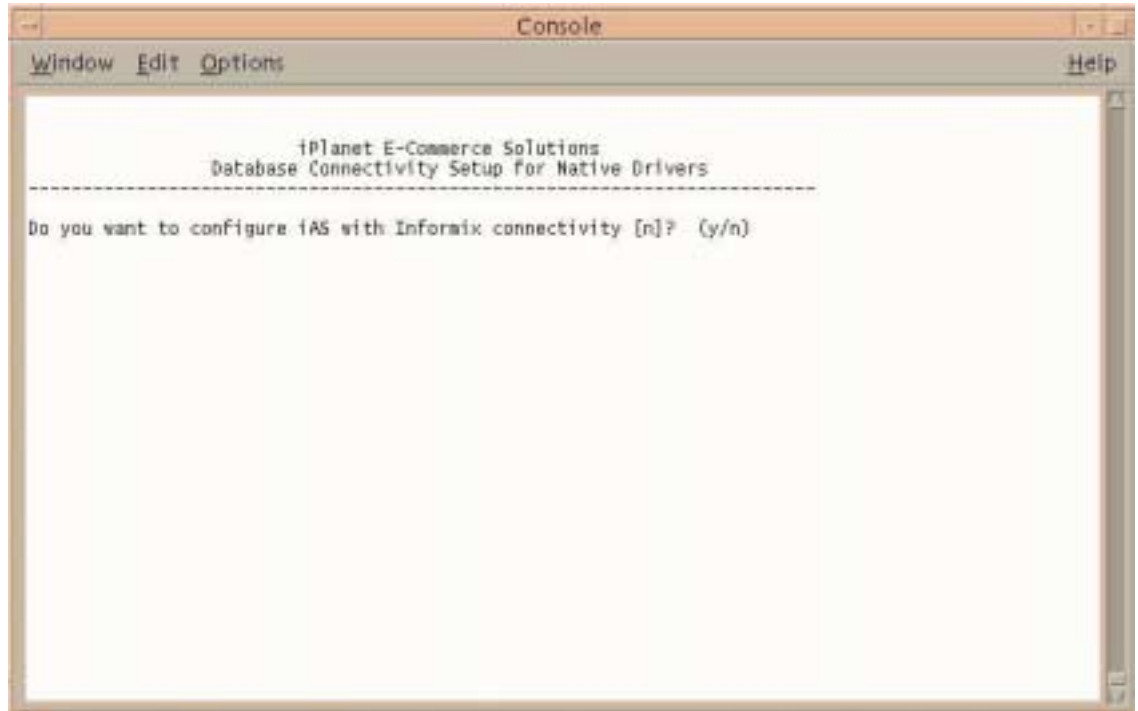 Console
Window Edit Options Help
iPlanet E-Commerce Solutions
Database Connectivity Setup for Native Drivers
--------------------------------------------------------------------------
Do you want to configure iAS with Informix connectivity [n]? (y/n)